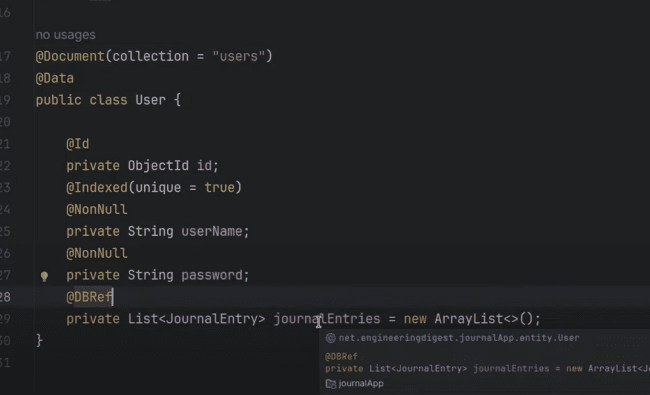 16
no usages
17 @Document(collection = "users")
18 @Data
19 public class User {
20
21 @Id
22 private ObjectId id;
23 @Indexed(unique = true)
24 @NonNull
25 private String userName;
26 @NonNull
27 private String password;
28 @DBRef
29 private List<JournalEntry> journalEntries = new ArrayList<>();
30 }
31
net.engineeringdigest.journalApp.entity.User
@DBRef
private List<JournalEntry> journalEntries = new ArrayList<J
journalApp